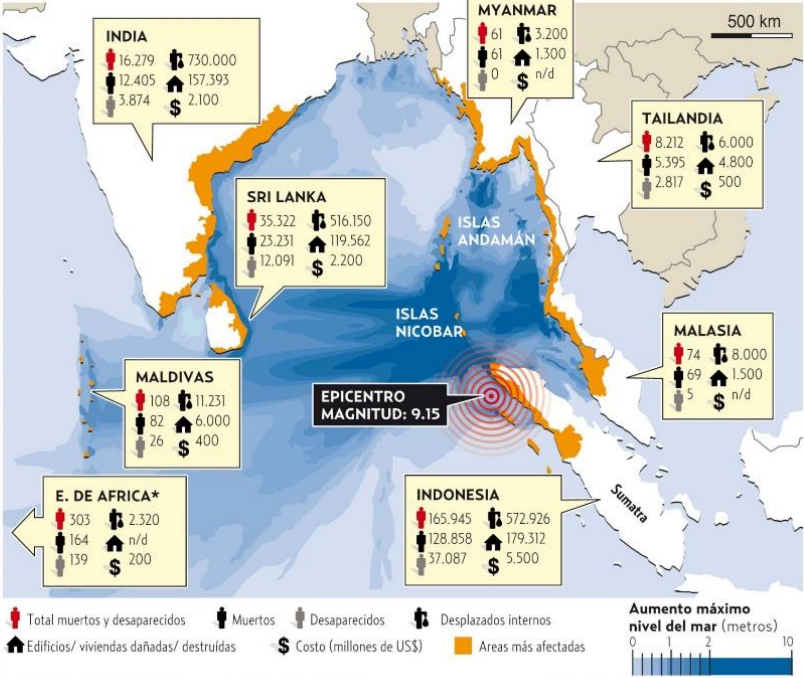 MYANMAR
61 3.200
61 1.300
0 n/d
500 km
INDIA
16.279 730.000
12.405 157.393
3.874 $ 2.100
TAILANDIA
8.212 6.000
5.395 4.800
2.817 $ 500
SRI LANKA
35.322 516.150
23.231 119.562
12.091 $ 2.200
ISLAS
ANDAMÁN
ISLAS
NICOBAR
MALASIA
74 8.000
69 1.500
5 $ n/d
MALDIVAS
108 11.231
82 6.000
26 $ 400
EPICENTRO
MAGNITUD: 9.15
E. DE AFRICA*
303 2.320
164 n/d
139 $ 200
INDONESIA
165.945 572.926
128.858 179.312
37.087 $ 5.500
Sumatra
Total muertos y desaparecidos Muertos Desaparecidos Desplazados internos
Edificios/ viviendas dañadas/ destruídas $ Costo (millones de US$) Areas más afectadas
Aumento máximo
nivel del mar (metros)
0 1 2 10